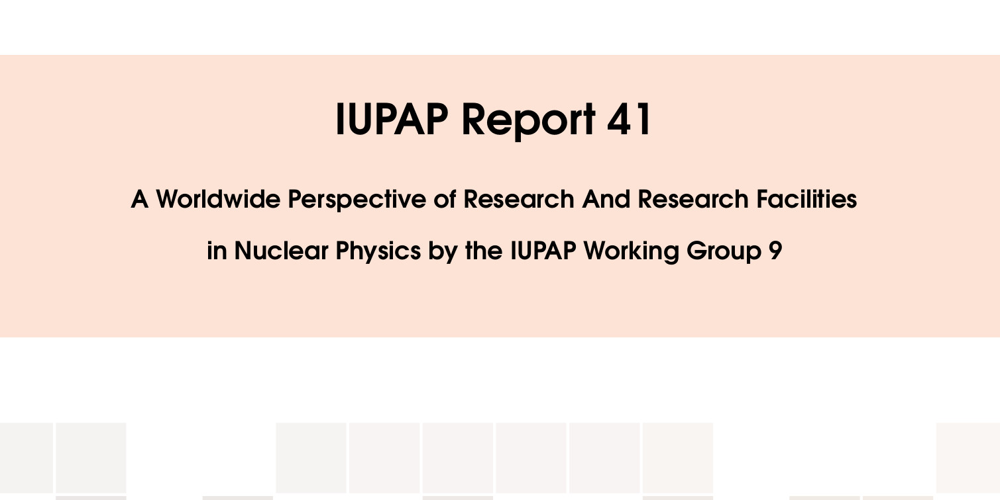 IUPAP Report 41
A Worldwide Perspective of Research And Research Facilities
in Nuclear Physics by the IUPAP Working Group 9